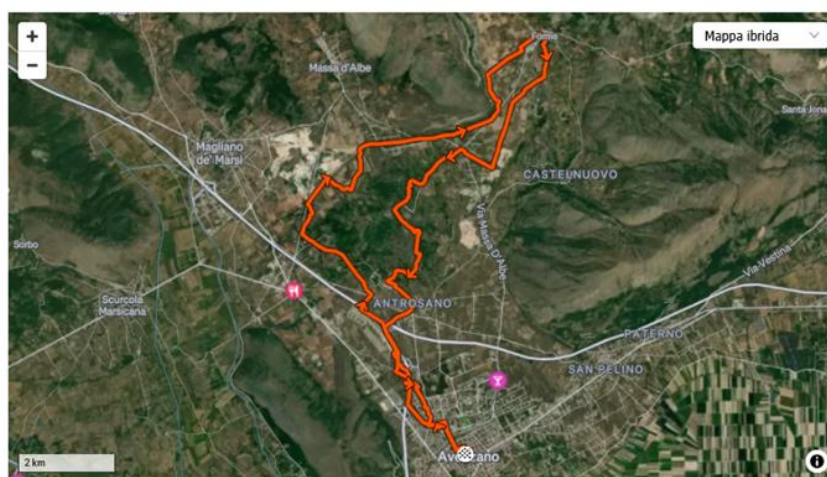 +
−
Mappa ibrida
Forme
Massa d'Albe
Santa Jona
Magliano
de' Marsi
CASTELNUOVO
Via Massa D'Albe
Sorbo
Via Vestina
Scurcola
Marsicana
ANTROSANO
PATERNO
SAN PELINO
Avezzano
2 km
i